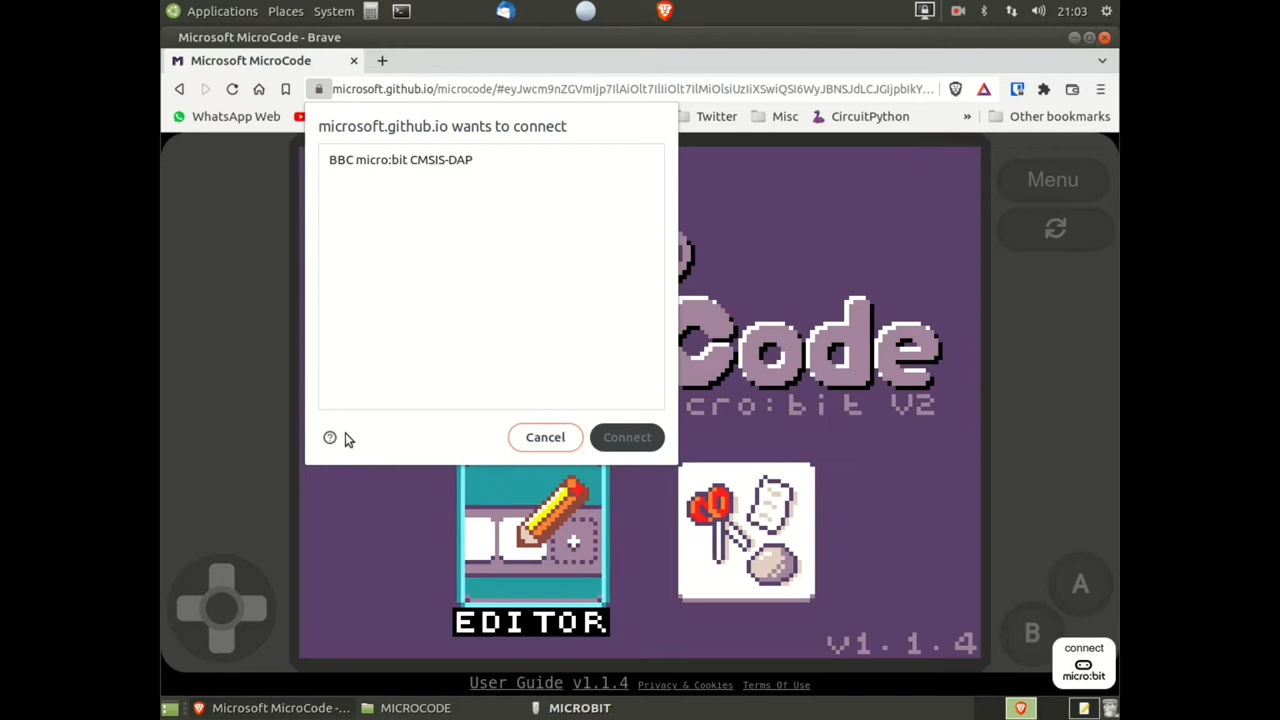 Applications Places System 21:03
Microsoft MicroCode - Brave
Microsoft MicroCode
microsoft.github.io/microcode/#eyJwcm9nZGVmIjp7IlAiOlt7IlIiOlt7IlMiOlsiUzIiXSwiQSI6WyJBNSJdLCJGIjpbIkY...
WhatsApp Web Twitter Misc CircuitPython » Other bookmarks
microsoft.github.io wants to connect
BBC micro:bit CMSIS-DAP
Cancel Connect
Menu
Code
cro:bit V2
EDITOR
v1.1.4
A
B
connect
micro:bit
User Guide v1.1.4 Privacy & Cookies Terms Of Use
Microsoft MicroCode -... MICROCODE MICROBIT